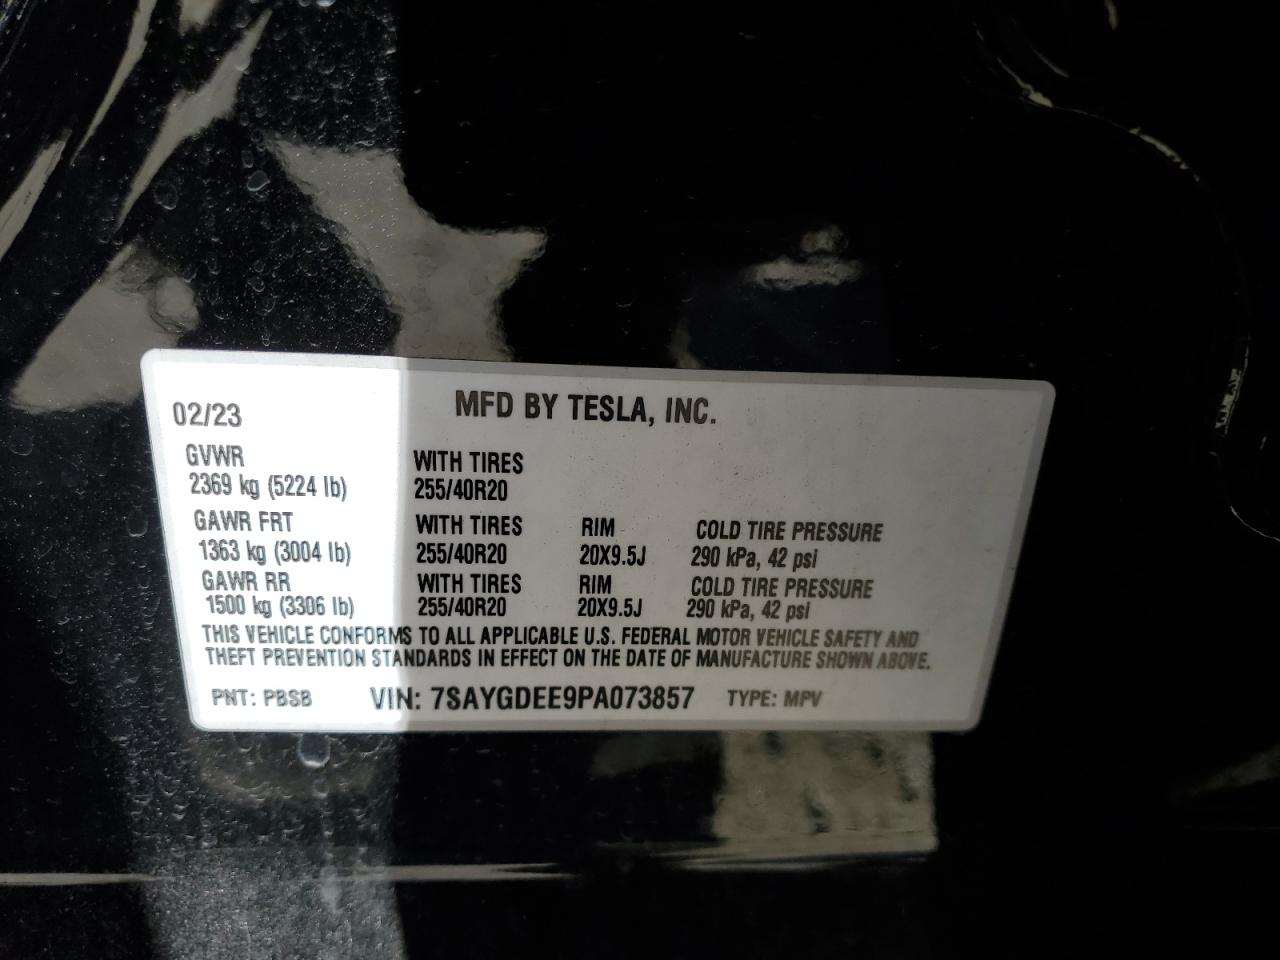 02/23 MFD BY TESLA, INC.
GVWR WITH TIRES
2369 kg (5224 lb) 255/40R20
GAWR FRT WITH TIRES RIM COLD TIRE PRESSURE
1363 kg (3004 lb) 255/40R20 20X9.5J 290 kPa, 42 psi
GAWR RR WITH TIRES RIM COLD TIRE PRESSURE
1500 kg (3306 lb) 255/40R20 20X9.5J 290 kPa, 42 psi
THIS VEHICLE CONFORMS TO ALL APPLICABLE U.S. FEDERAL MOTOR VEHICLE SAFETY AND
THEFT PREVENTION STANDARDS IN EFFECT ON THE DATE OF MANUFACTURE SHOWN ABOVE.
PNT: PBSB VIN: 7SAYGDEE9PA073857 TYPE: MPV